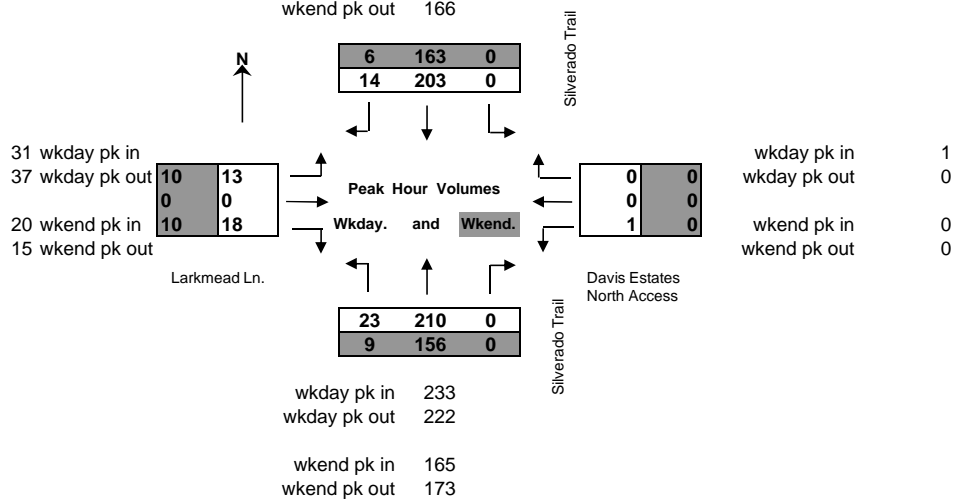 wkend pk out 166
Silverado Trail
N
6 163 0
14 203 0
31 wkday pk in
37 wkday pk out
20 wkend pk in
15 wkend pk out
10 13
0 0
10 18
Larkmead Ln.
Peak Hour Volumes
Wkday. and Wkend.
0 0
0 0
1 0
Davis Estates
North Access
wkday pk in 1
wkday pk out 0
wkend pk in 0
wkend pk out 0
23 210 0
9 156 0
Silverado Trail
wkday pk in 233
wkday pk out 222
wkend pk in 165
wkend pk out 173